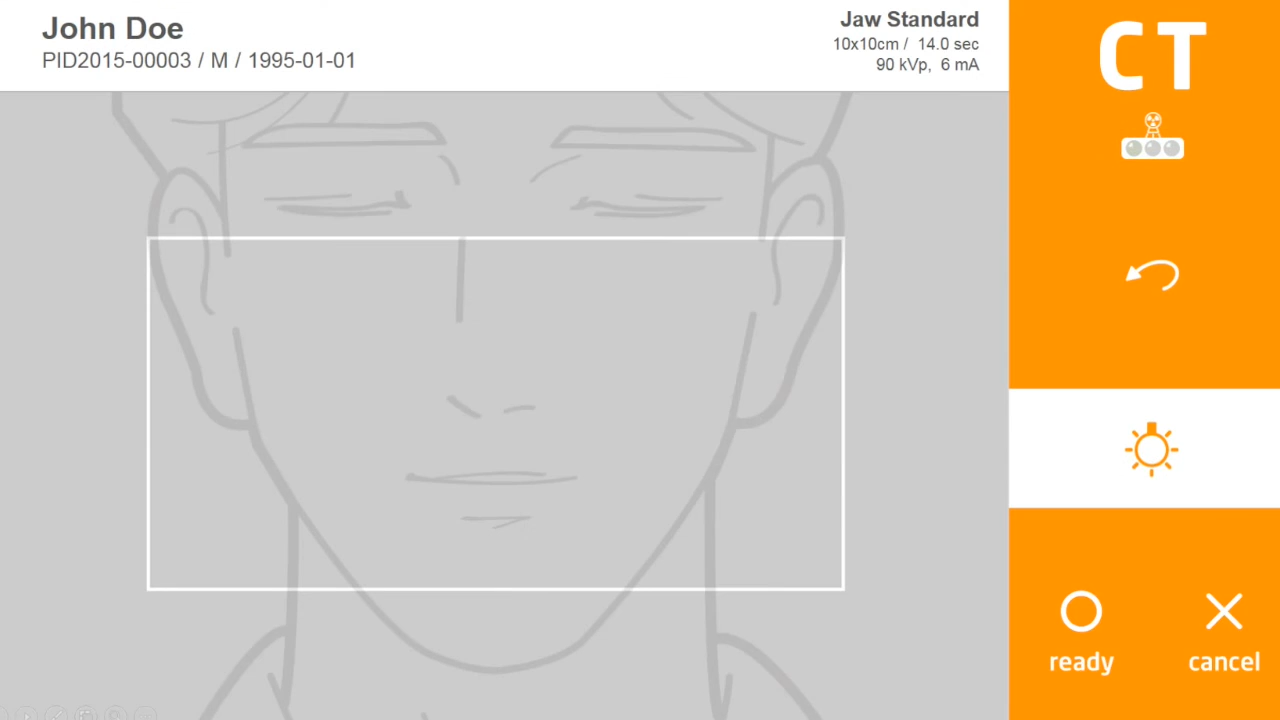 John Doe
PID2015-00003 / M / 1995-01-01
Jaw Standard
10x10cm / 14.0 sec
90 kVp, 6 mA
CT
ready
cancel